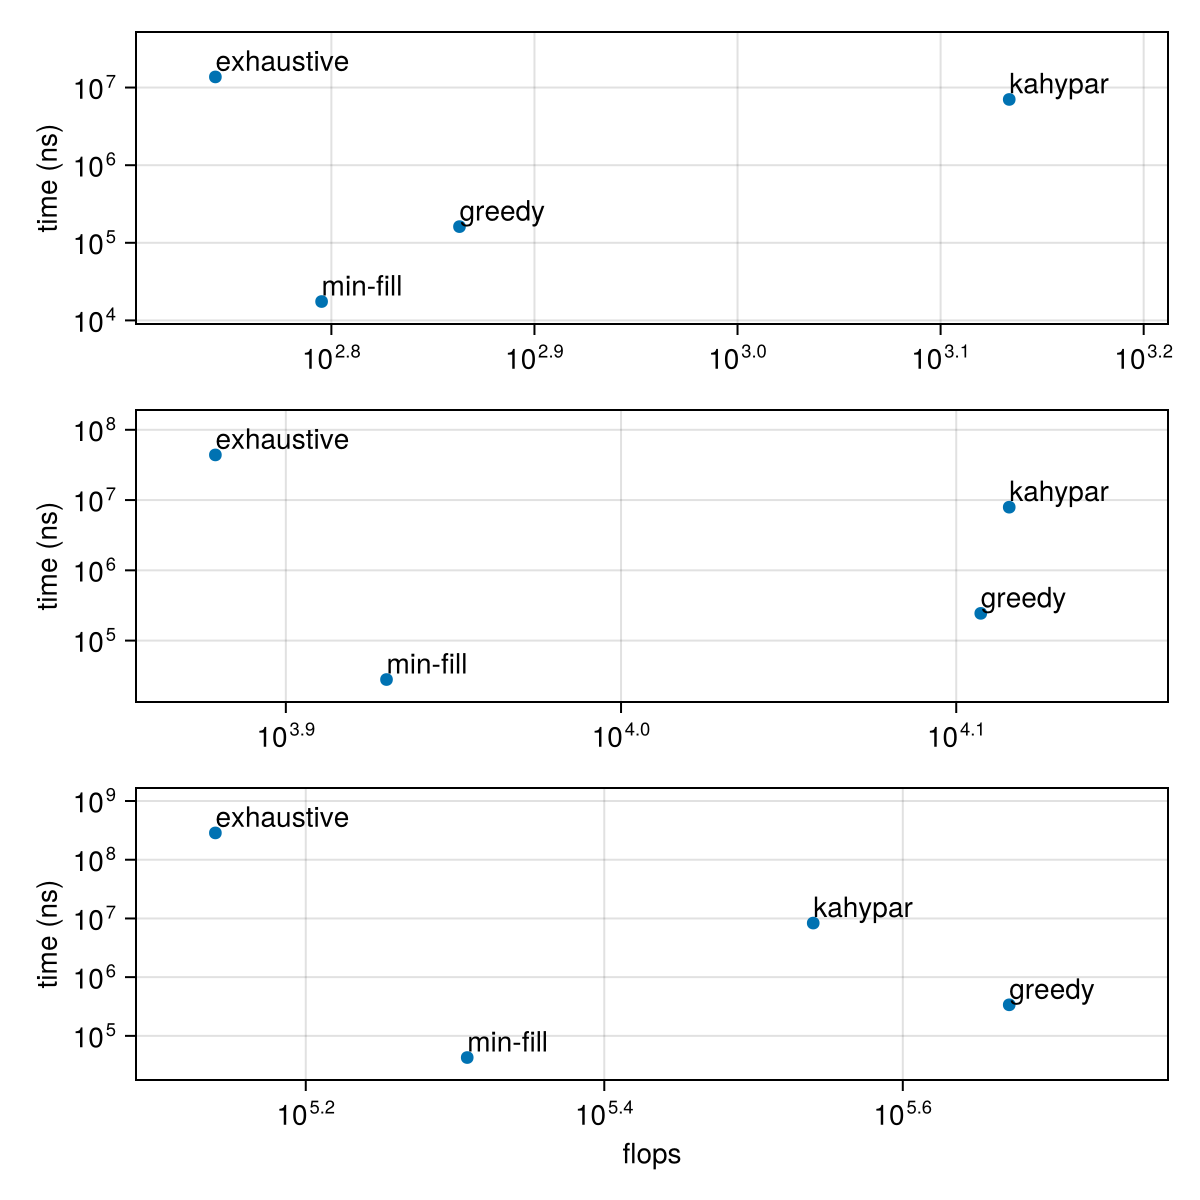 exhaustive
10^7
kahypar
10^6
greedy
10^5
min-fill
10^4
time (ns)
10^2.8 10^2.9 10^3.0 10^3.1 10^3.2
10^8
exhaustive
10^7
kahypar
10^6
greedy
10^5
min-fill
time (ns)
10^3.9 10^4.0 10^4.1
10^9
exhaustive
10^8
10^7
kahypar
10^6
greedy
10^5
min-fill
time (ns)
10^5.2 10^5.4 10^5.6
flops